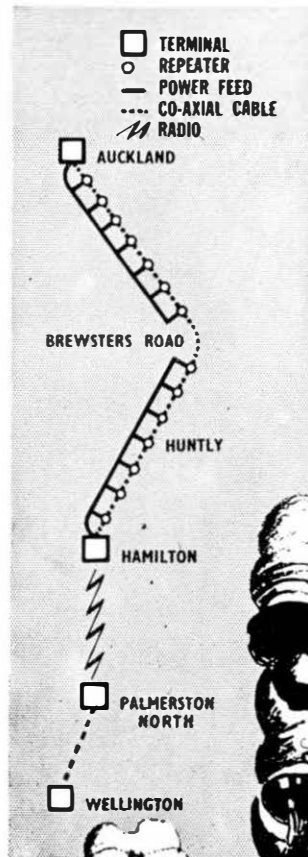 TERMINAL
REPEATER
POWER FEED
CO-AXIAL CABLE
RADIO
AUCKLAND
BREWSTERS ROAD
HUNTLY
HAMILTON
PALMERSTON
NORTH
WELLINGTON